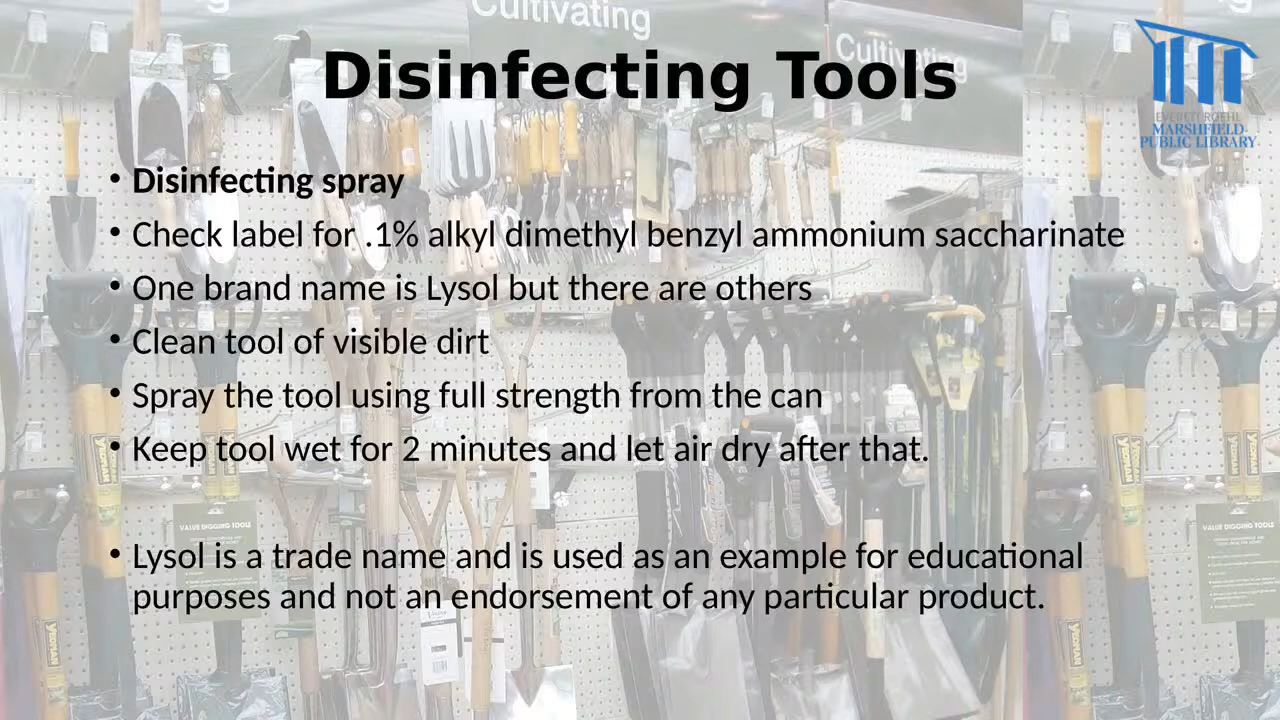 Cultivating
Cultivating
Disinfecting Tools
EVERETT ROEHL
MARSHFIELD
PUBLIC LIBRARY
• Disinfecting spray
• Check label for .1% alkyl dimethyl benzyl ammonium saccharinate
• One brand name is Lysol but there are others
• Clean tool of visible dirt
• Spray the tool using full strength from the can
• Keep tool wet for 2 minutes and let air dry after that.
VALUE DIGGING TOOLS
VALUE DIGGING TOOLS
• Lysol is a trade name and is used as an example for educational
purposes and not an endorsement of any particular product.